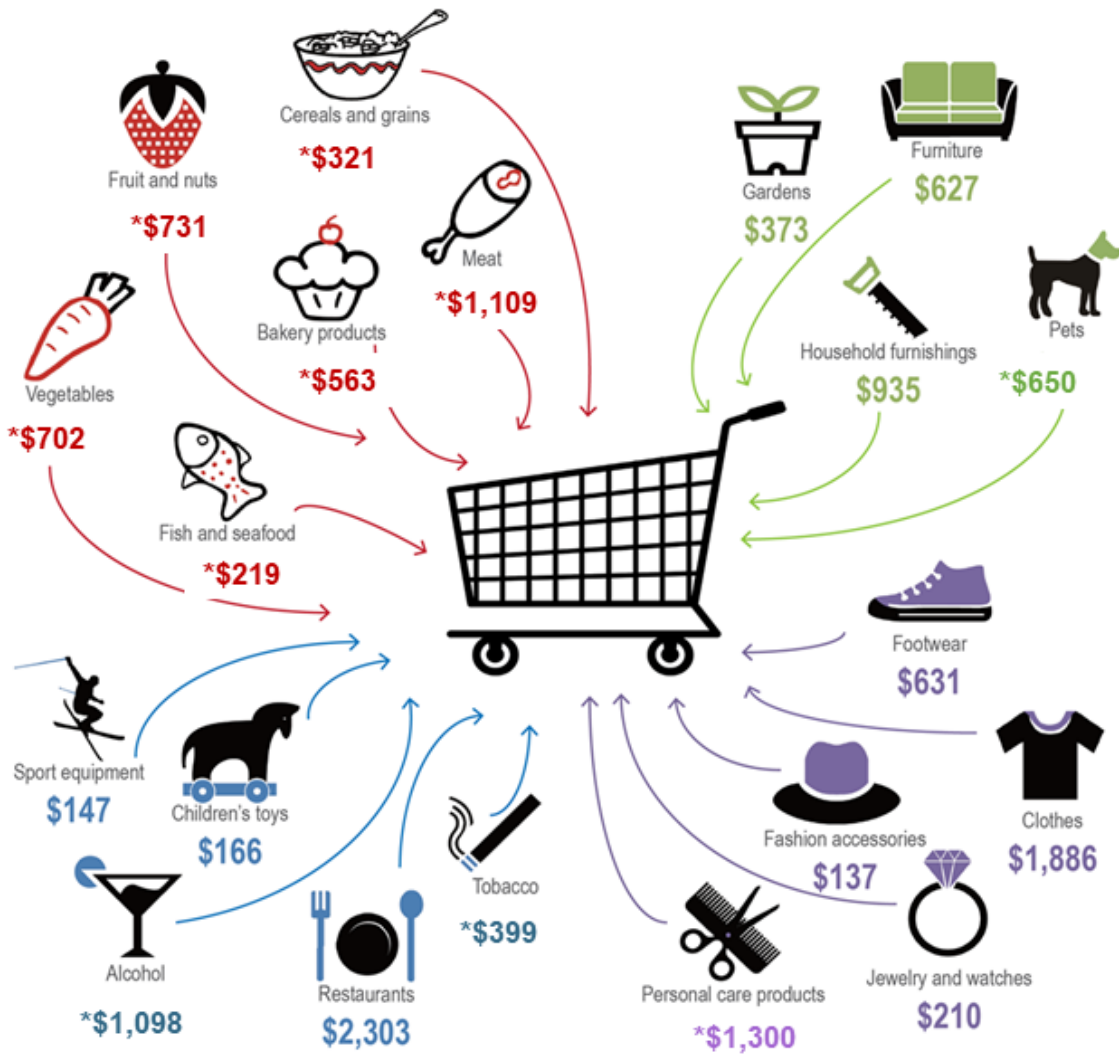 Cereals and grains
*$321
Fruit and nuts
*$731
Meat
*$1,109
Bakery products
*$563
Vegetables
*$702
Fish and seafood
*$219
Furniture
$627
Gardens
$373
Household furnishings
$935
Pets
*$650
Footwear
$631
Clothes
$1,886
Fashion accessories
$137
Jewelry and watches
$210
Personal care products
*$1,300
Sport equipment
$147
Children's toys
$166
Tobacco
*$399
Alcohol
*$1,098
Restaurants
$2,303